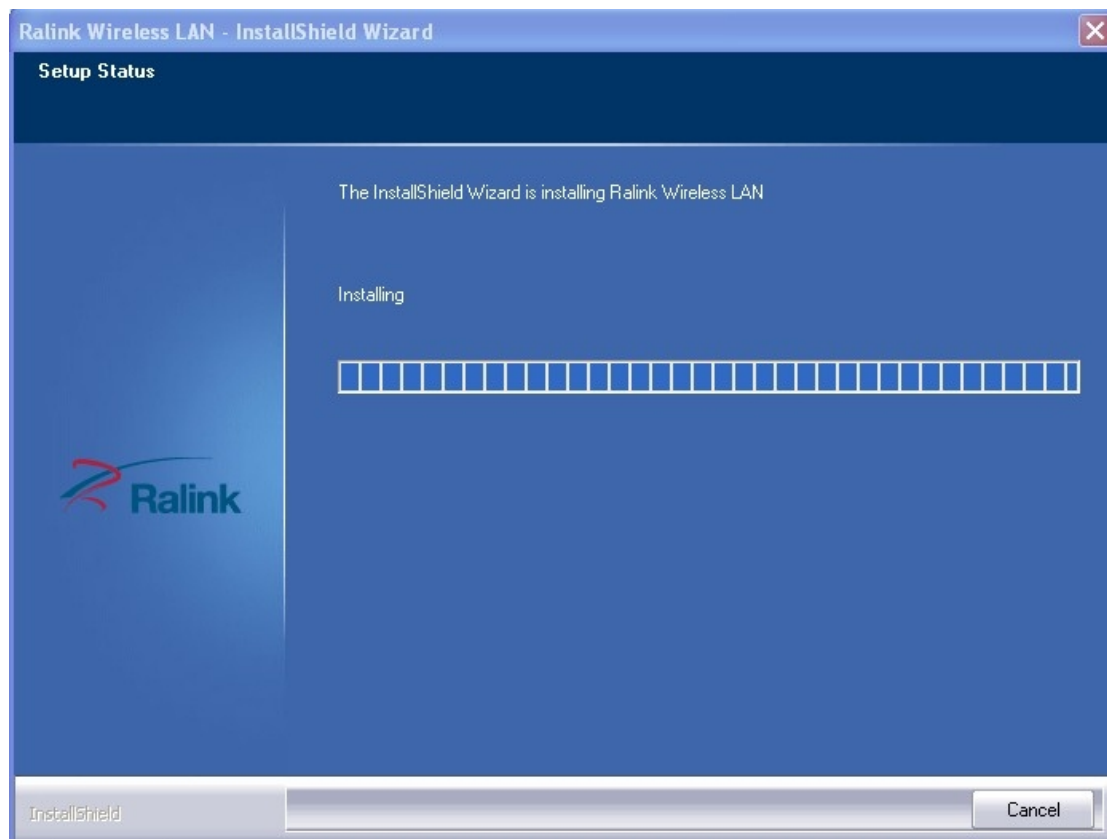 Ralink Wireless LAN - InstallShield Wizard
Setup Status
The InstallShield Wizard is installing Ralink Wireless LAN
Installing
Ralink
InstallShield
Cancel